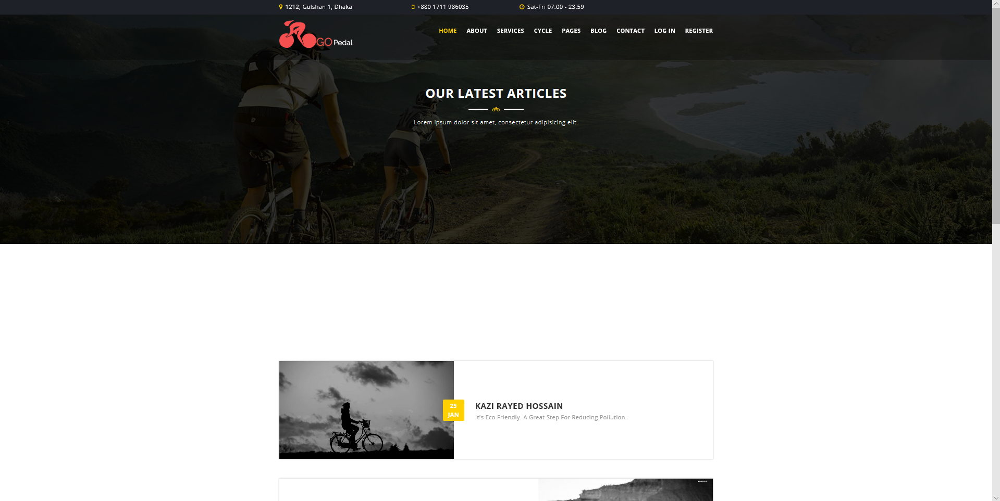 1212, Gulshan 1, Dhaka
+880 1711 986035
Sat-Fri 07.00 - 23.59
GO Pedal
HOME ABOUT SERVICES CYCLE PAGES BLOG CONTACT LOG IN REGISTER
OUR LATEST ARTICLES
Lorem ipsum dolor sit amet, consectetur adipisicing elit.
25
JAN
KAZI RAYED HOSSAIN
It's Eco Friendly. A Great Step For Reducing Pollution.